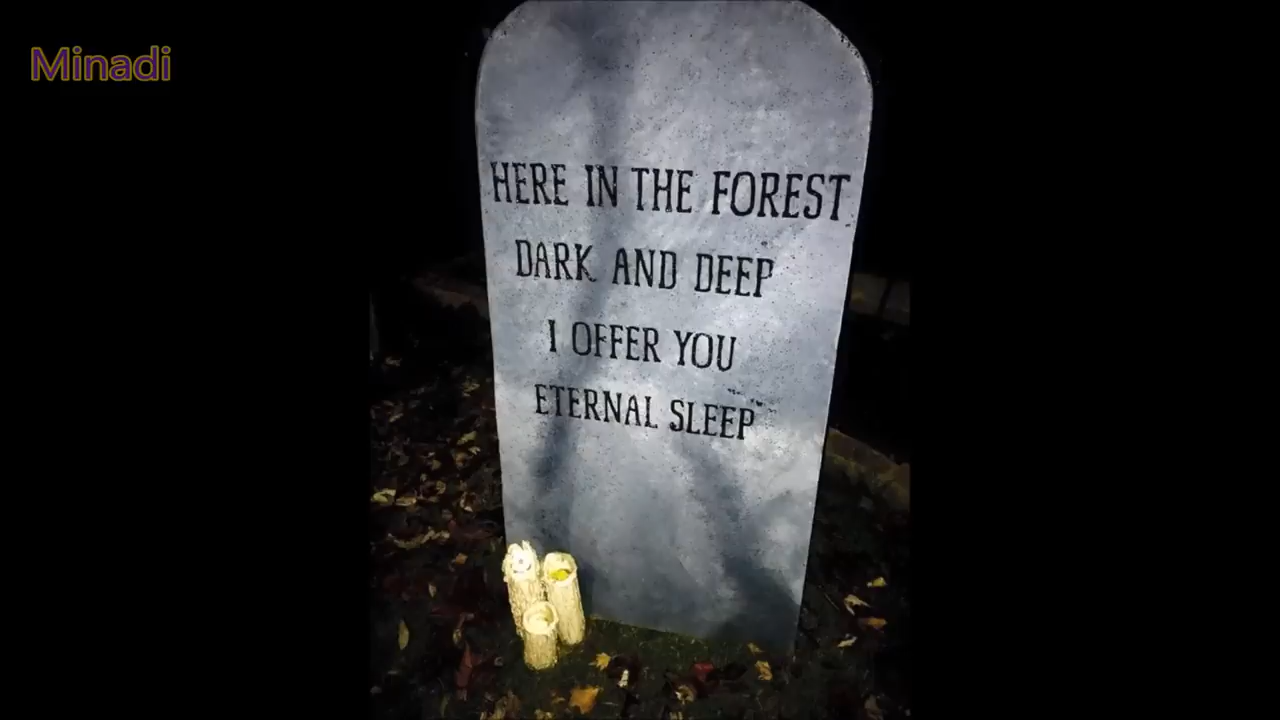 Minadi
HERE IN THE FOREST
DARK AND DEEP
I OFFER YOU
ETERNAL SLEEP